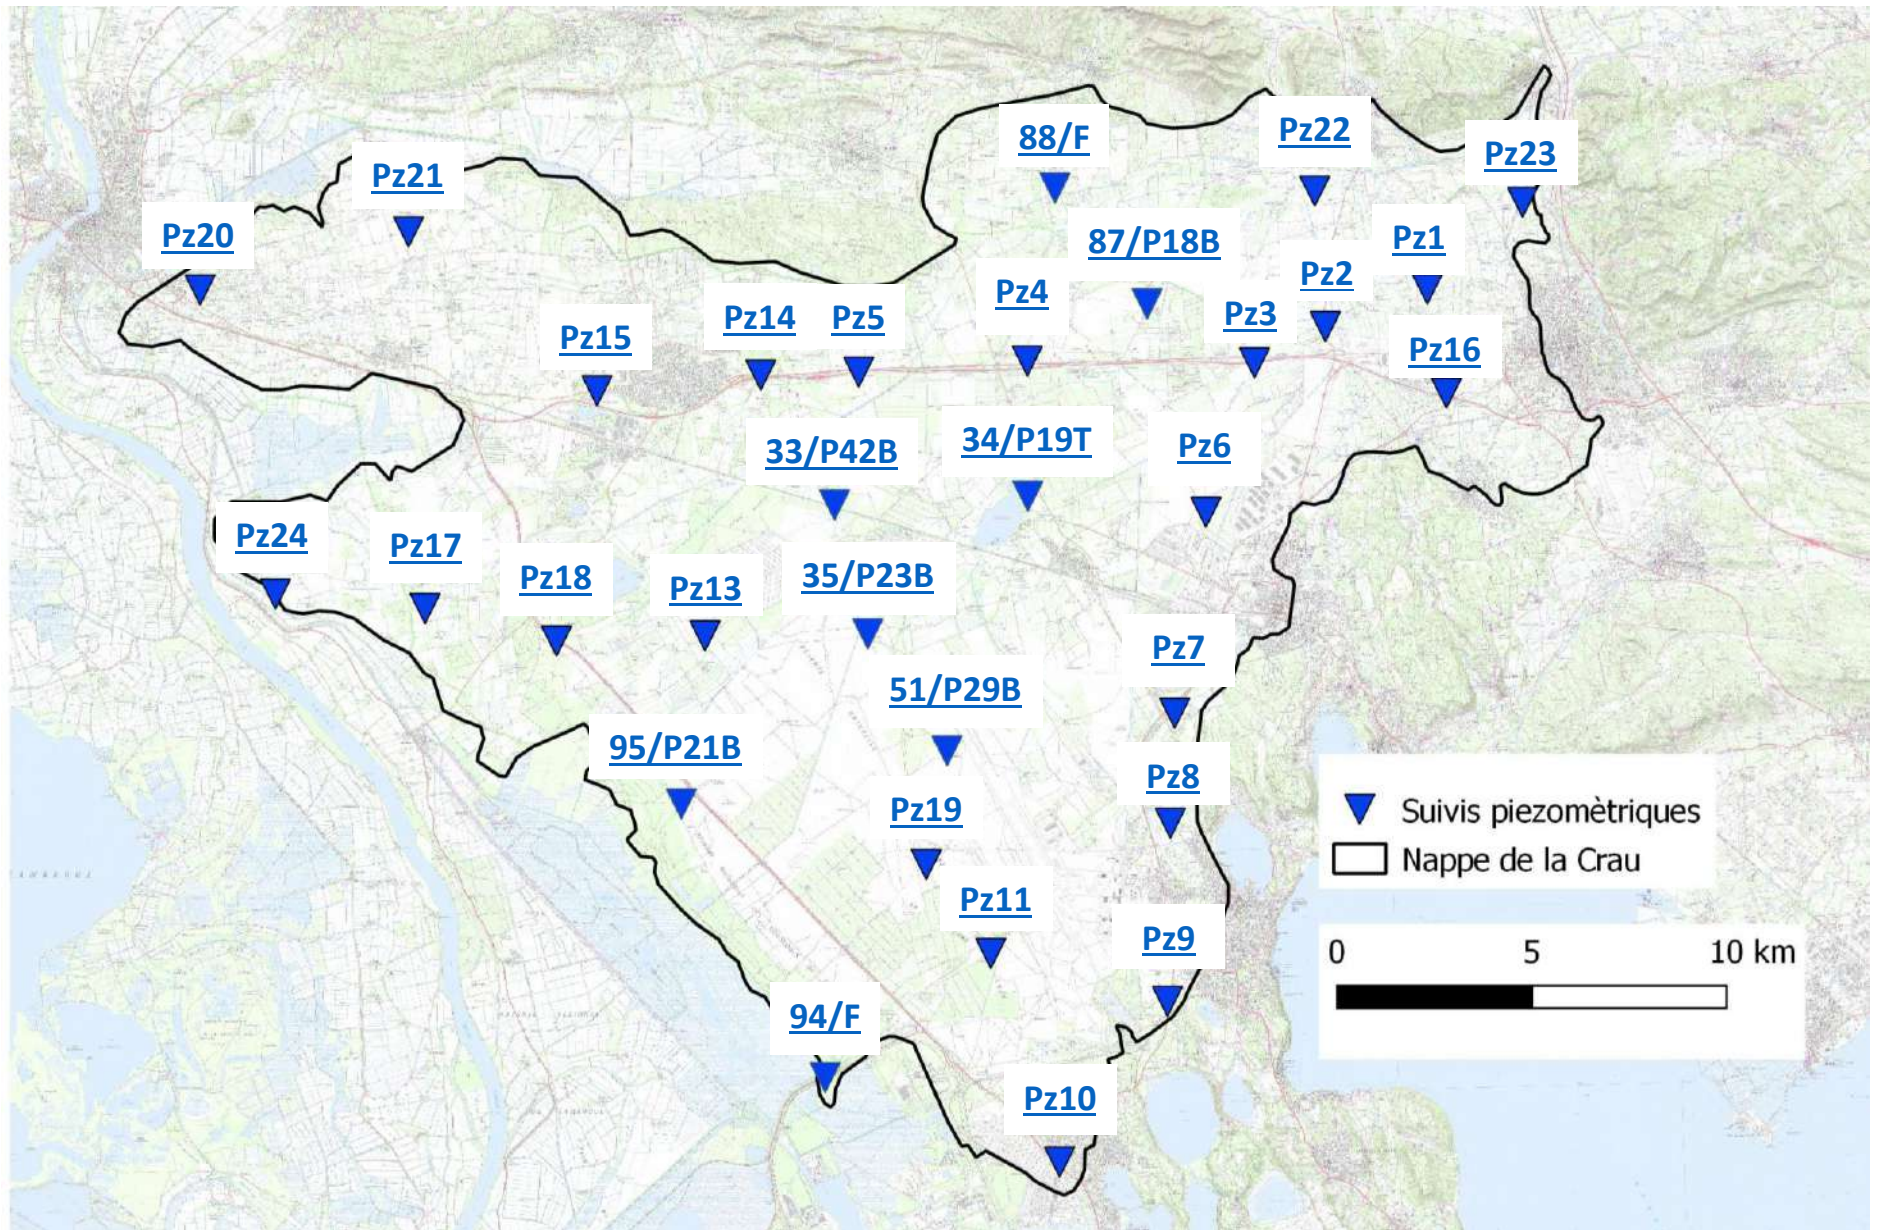 88/F
Pz22
Pz23
Pz21
Pz20
87/P18B
Pz1
Pz2
Pz4
Pz3
Pz14
Pz5
Pz15
Pz16
33/P42B
34/P19T
Pz6
Pz24
Pz17
Pz18
Pz13
35/P23B
Pz7
51/P29B
95/P21B
Pz8
Pz19
Pz11
Pz9
94/F
Pz10
Suivis piezomètriques
Nappe de la Crau
0 5 10 km